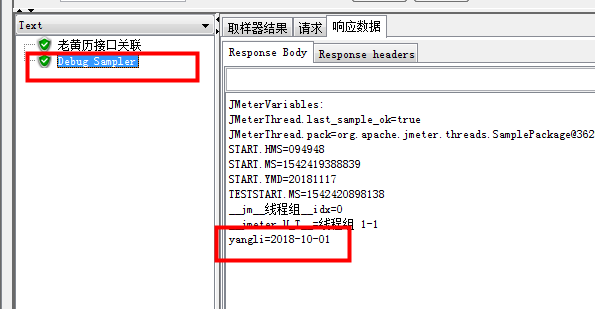 Text
老黄历接口关联
Debug Sampler
取样器结果 请求 响应数据
Response Body Response headers
JMeterVariables:
JMeterThread.last_sample_ok=true
JMeterThread.pack=org.apache.jmeter.threads.SamplePackage@362
START.HMS=094948
START.MS=1542419388839
START.YMD=20181117
TESTSTART.MS=1542420898138
__jm__线程组__idx=0
__jmeter.U_T__=线程组 1-1
yangli=2018-10-01